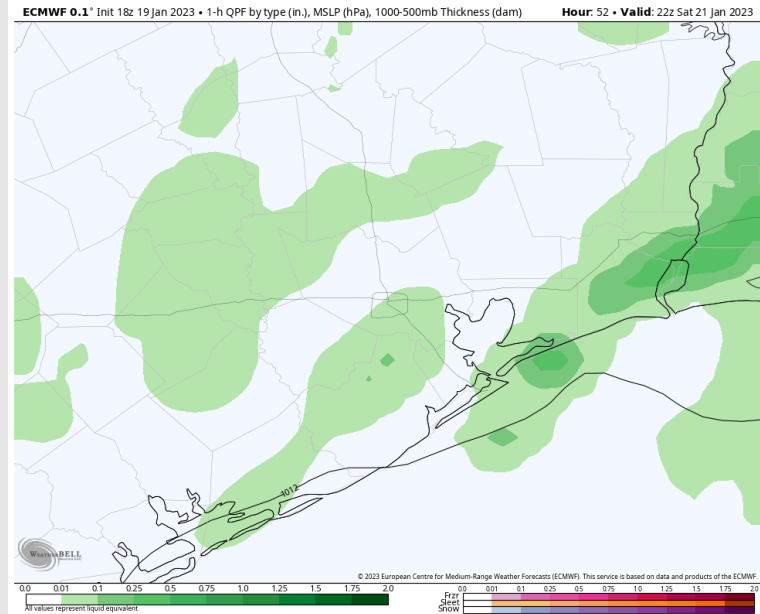 ECMWF 0.1° Init 18z 19 Jan 2023 • 1-h QPF by type (in.), MSLP (hPa), 1000-500mb Thickness (dam) Hour: 52 • Valid: 22z Sat 21 Jan 2023
1012
WEATHERBELL
© 2023 European Centre for Medium-Range Weather Forecasts (ECMWF). This service is based on data and products of the ECMWF.
0.0 0.01 0.1 0.25 0.5 0.75 1.0 1.25 1.5 1.75 2.0
All values represent liquid equivalent
0.0 0.01 0.1 0.25 0.5 0.75 1.0 1.25 1.5 1.75 2.0
Frzr
Sleet
Snow